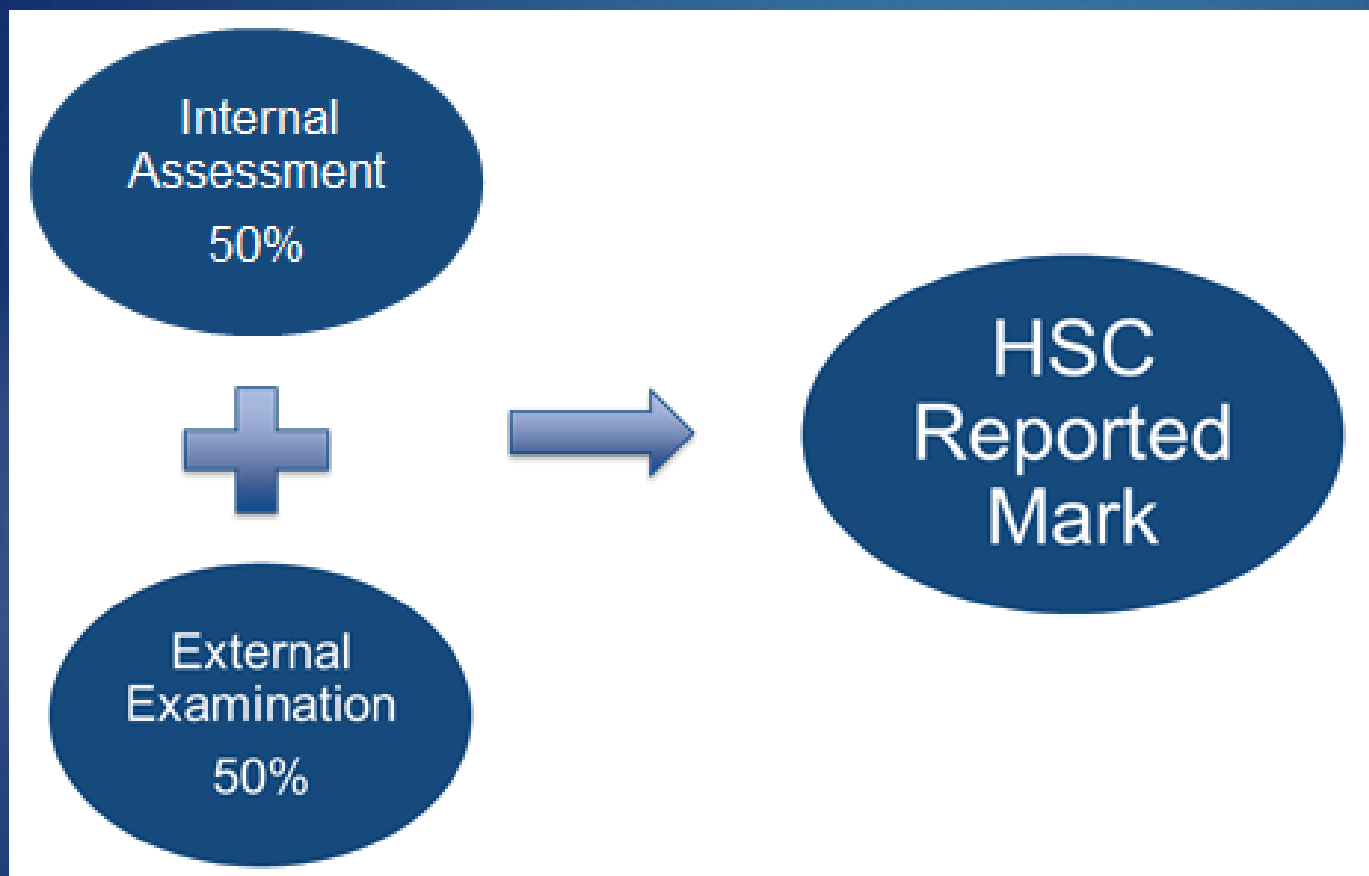 Internal
Assessment
50%
External
Examination
50%
HSC
Reported
Mark